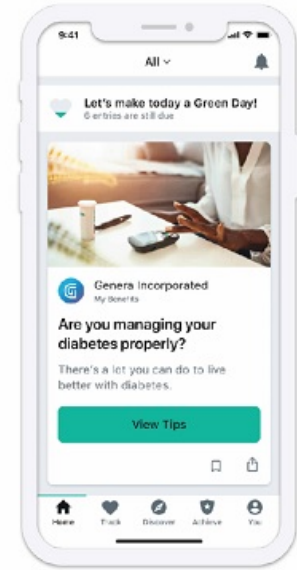 9:41
All
Let's make today a Green Day!
6 entries are still due
Genera Incorporated
My Benefits
Are you managing your
diabetes properly?
There's a lot you can do to live
better with diabetes.
View Tips
Home Track Discover Achieve You